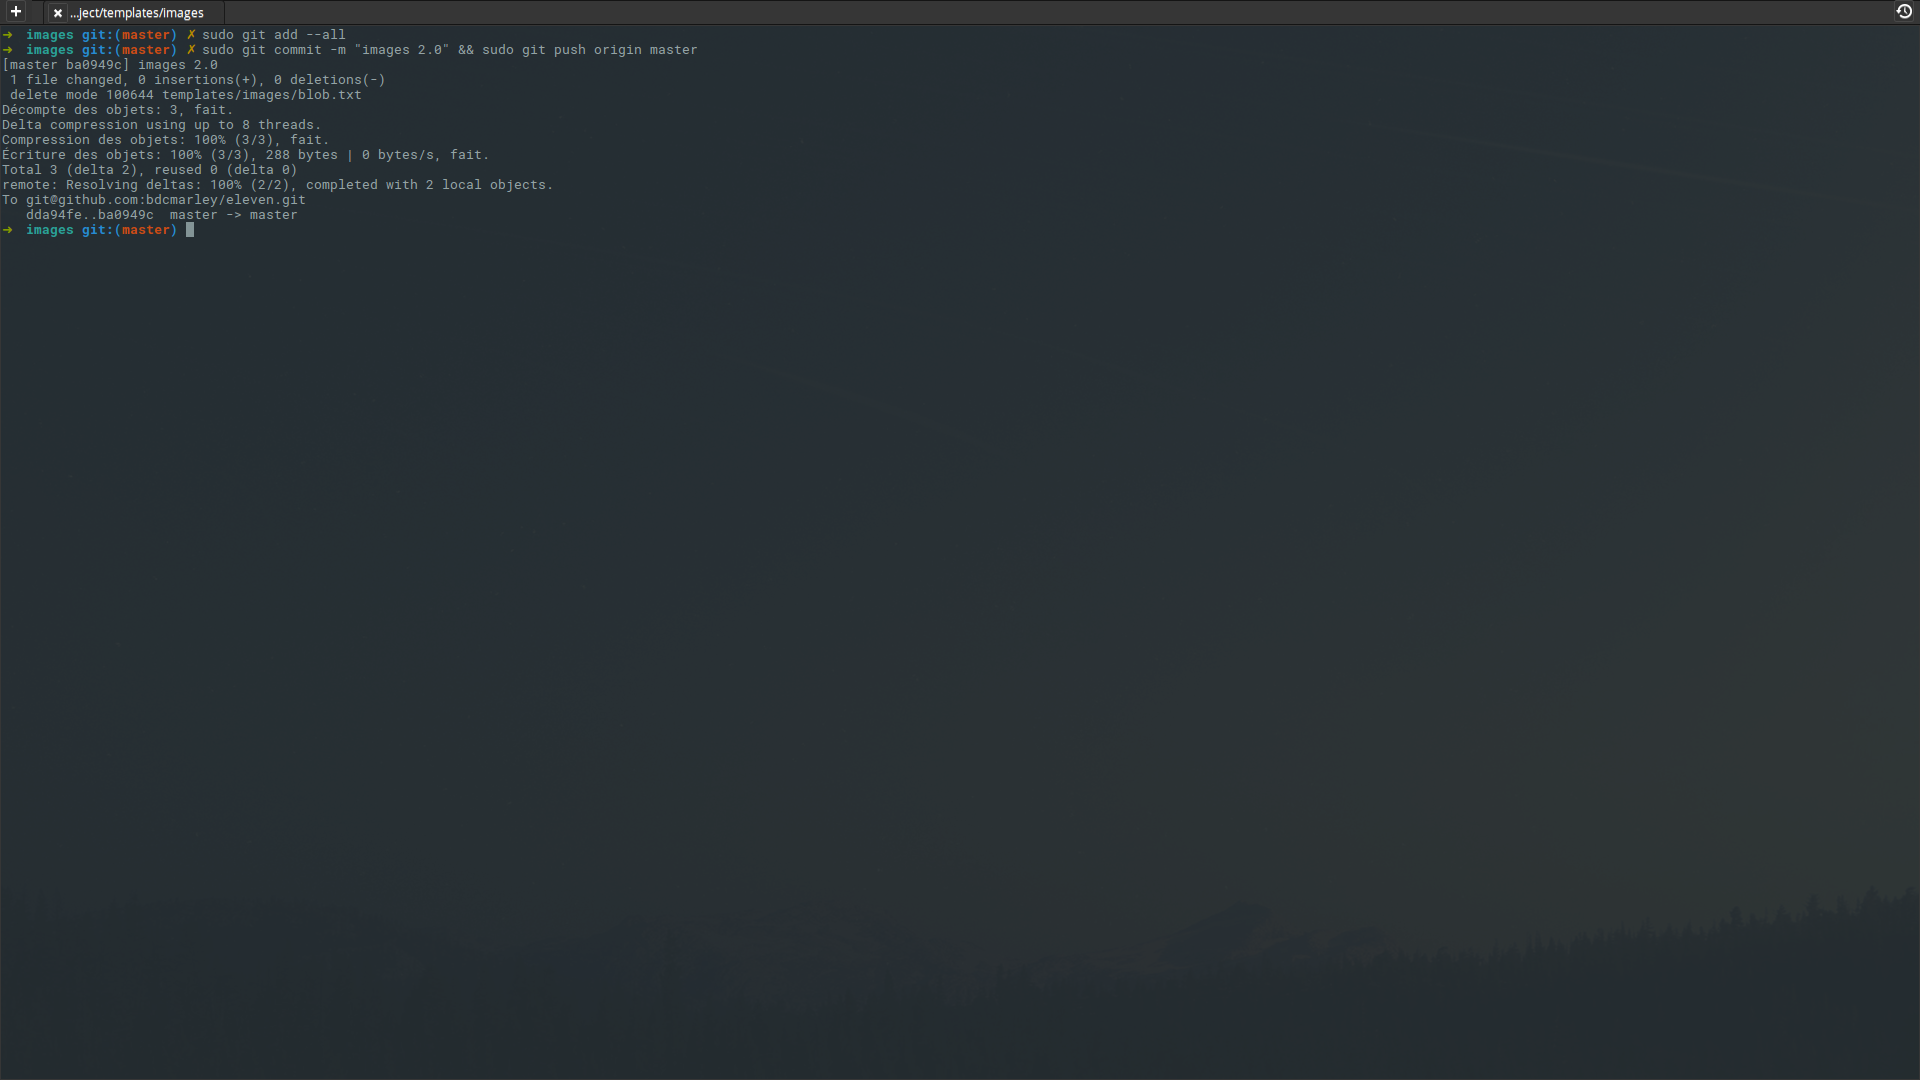 ...ject/templates/images
➜  images git:(master) ✗ sudo git add --all
➜  images git:(master) ✗ sudo git commit -m "images 2.0" && sudo git push origin master
[master ba0949c] images 2.0
 1 file changed, 0 insertions(+), 0 deletions(-)
 delete mode 100644 templates/images/blob.txt
Décompte des objets: 3, fait.
Delta compression using up to 8 threads.
Compression des objets: 100% (3/3), fait.
Écriture des objets: 100% (3/3), 288 bytes | 0 bytes/s, fait.
Total 3 (delta 2), reused 0 (delta 0)
remote: Resolving deltas: 100% (2/2), completed with 2 local objects.
To git@github.com:bdcmarley/eleven.git
   dda94fe..ba0949c  master -> master
➜  images git:(master)